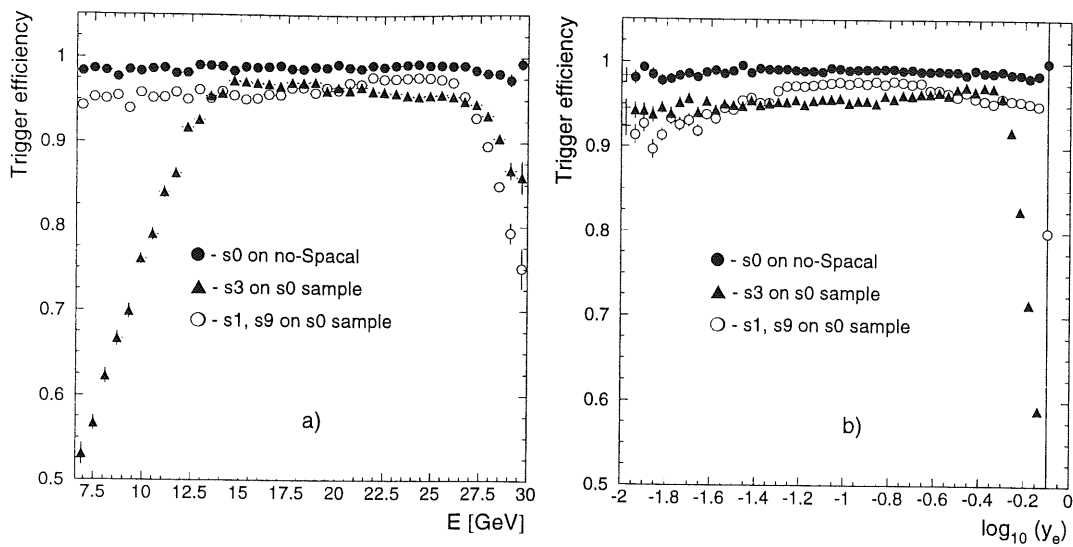 Trigger efficiency
1
0.9
0.8
0.7
0.6
0.5
- s0 on no-Spacal
- s3 on s0 sample
- s1, s9 on s0 sample
a)
7.5 10 12.5 15 17.5 20 22.5 25 27.5 30
E [GeV]
Trigger efficiency
1
0.9
0.8
0.7
0.6
0.5
- s0 on no-Spacal
- s3 on s0 sample
- s1, s9 on s0 sample
b)
-2 -1.8 -1.6 -1.4 -1.2 -1 -0.8 -0.6 -0.4 -0.2 0
log10 (ye)